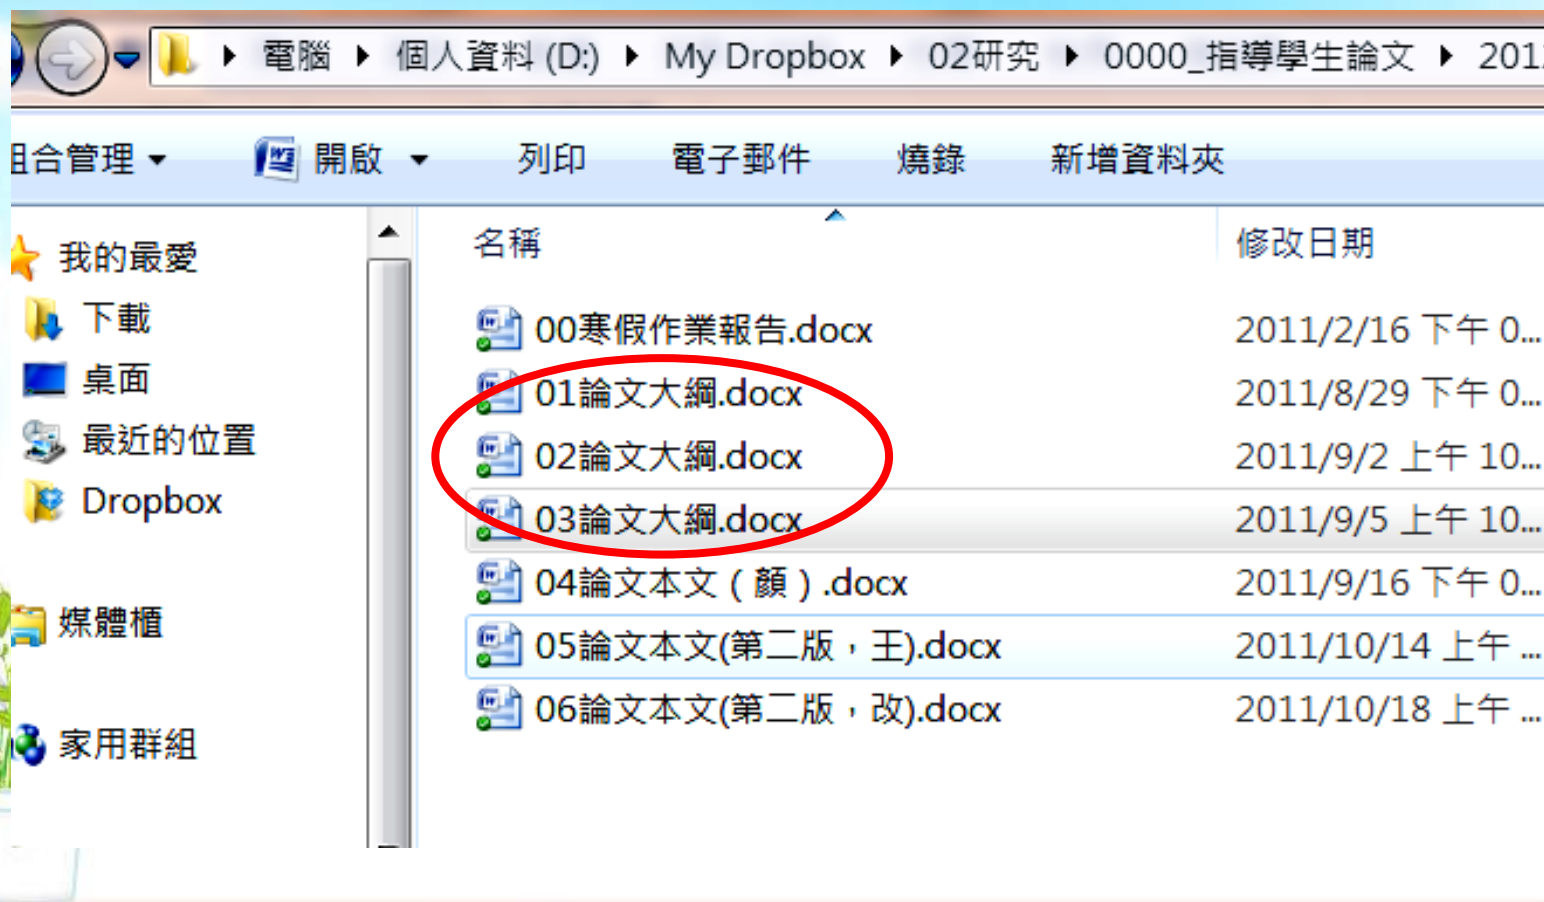 電腦 ▸ 個人資料 (D:) ▸ My Dropbox ▸ 02研究 ▸ 0000_指導學生論文 ▸ 201
組合管理 開啟 列印 電子郵件 燒錄 新增資料夾
我的最愛
下載
桌面
最近的位置
Dropbox
媒體櫃
家用群組
名稱 修改日期
00寒假作業報告.docx 2011/2/16 下午 0...
01論文大綱.docx 2011/8/29 下午 0...
02論文大綱.docx 2011/9/2 上午 10...
03論文大綱.docx 2011/9/5 上午 10...
04論文本文(顏).docx 2011/9/16 下午 0...
05論文本文(第二版，王).docx 2011/10/14 上午 ...
06論文本文(第二版，改).docx 2011/10/18 上午 ...